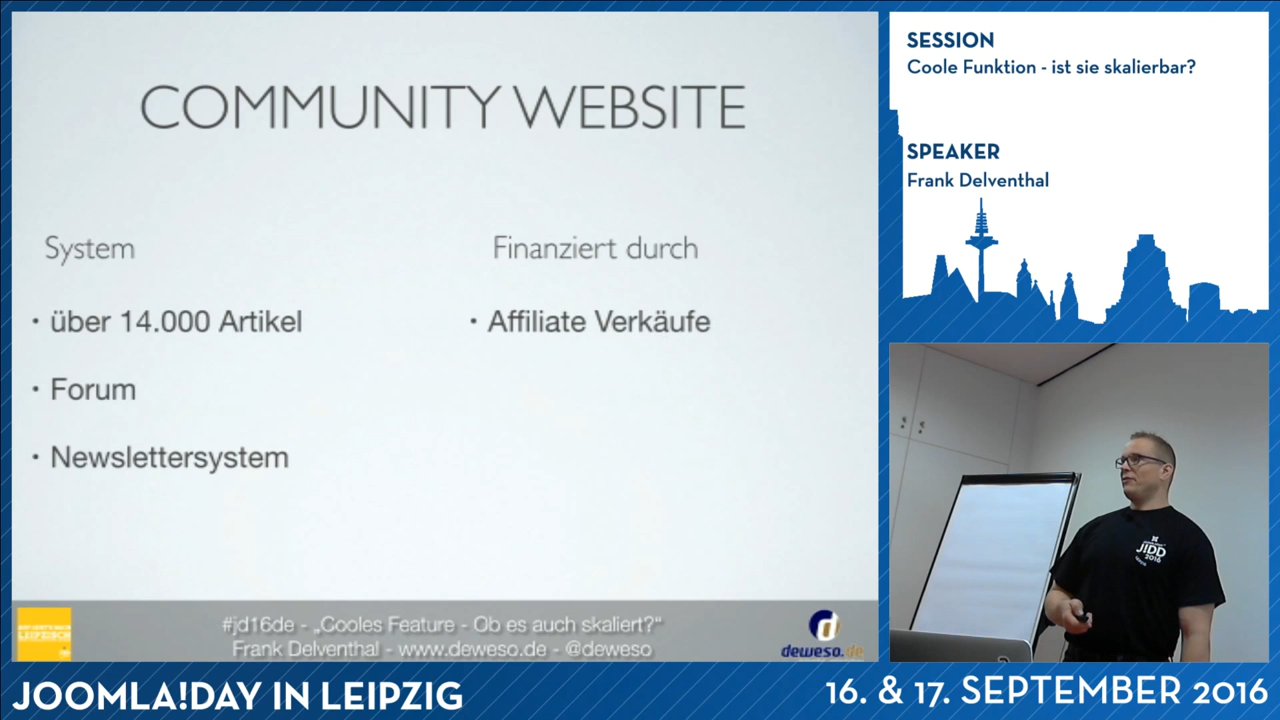 COMMUNITY WEBSITE
System
• über 14.000 Artikel
• Forum
• Newslettersystem
Finanziert durch
• Affiliate Verkäufe
#jd16de - „Cooles Feature - Ob es auch skaliert?“
Frank Delventhal - www.deweso.de - @deweso
deweso.de
SESSION
Coole Funktion - ist sie skalierbar?
SPEAKER
Frank Delventhal
J!DD
2016
JOOMLA!DAY IN LEIPZIG
16. & 17. SEPTEMBER 2016